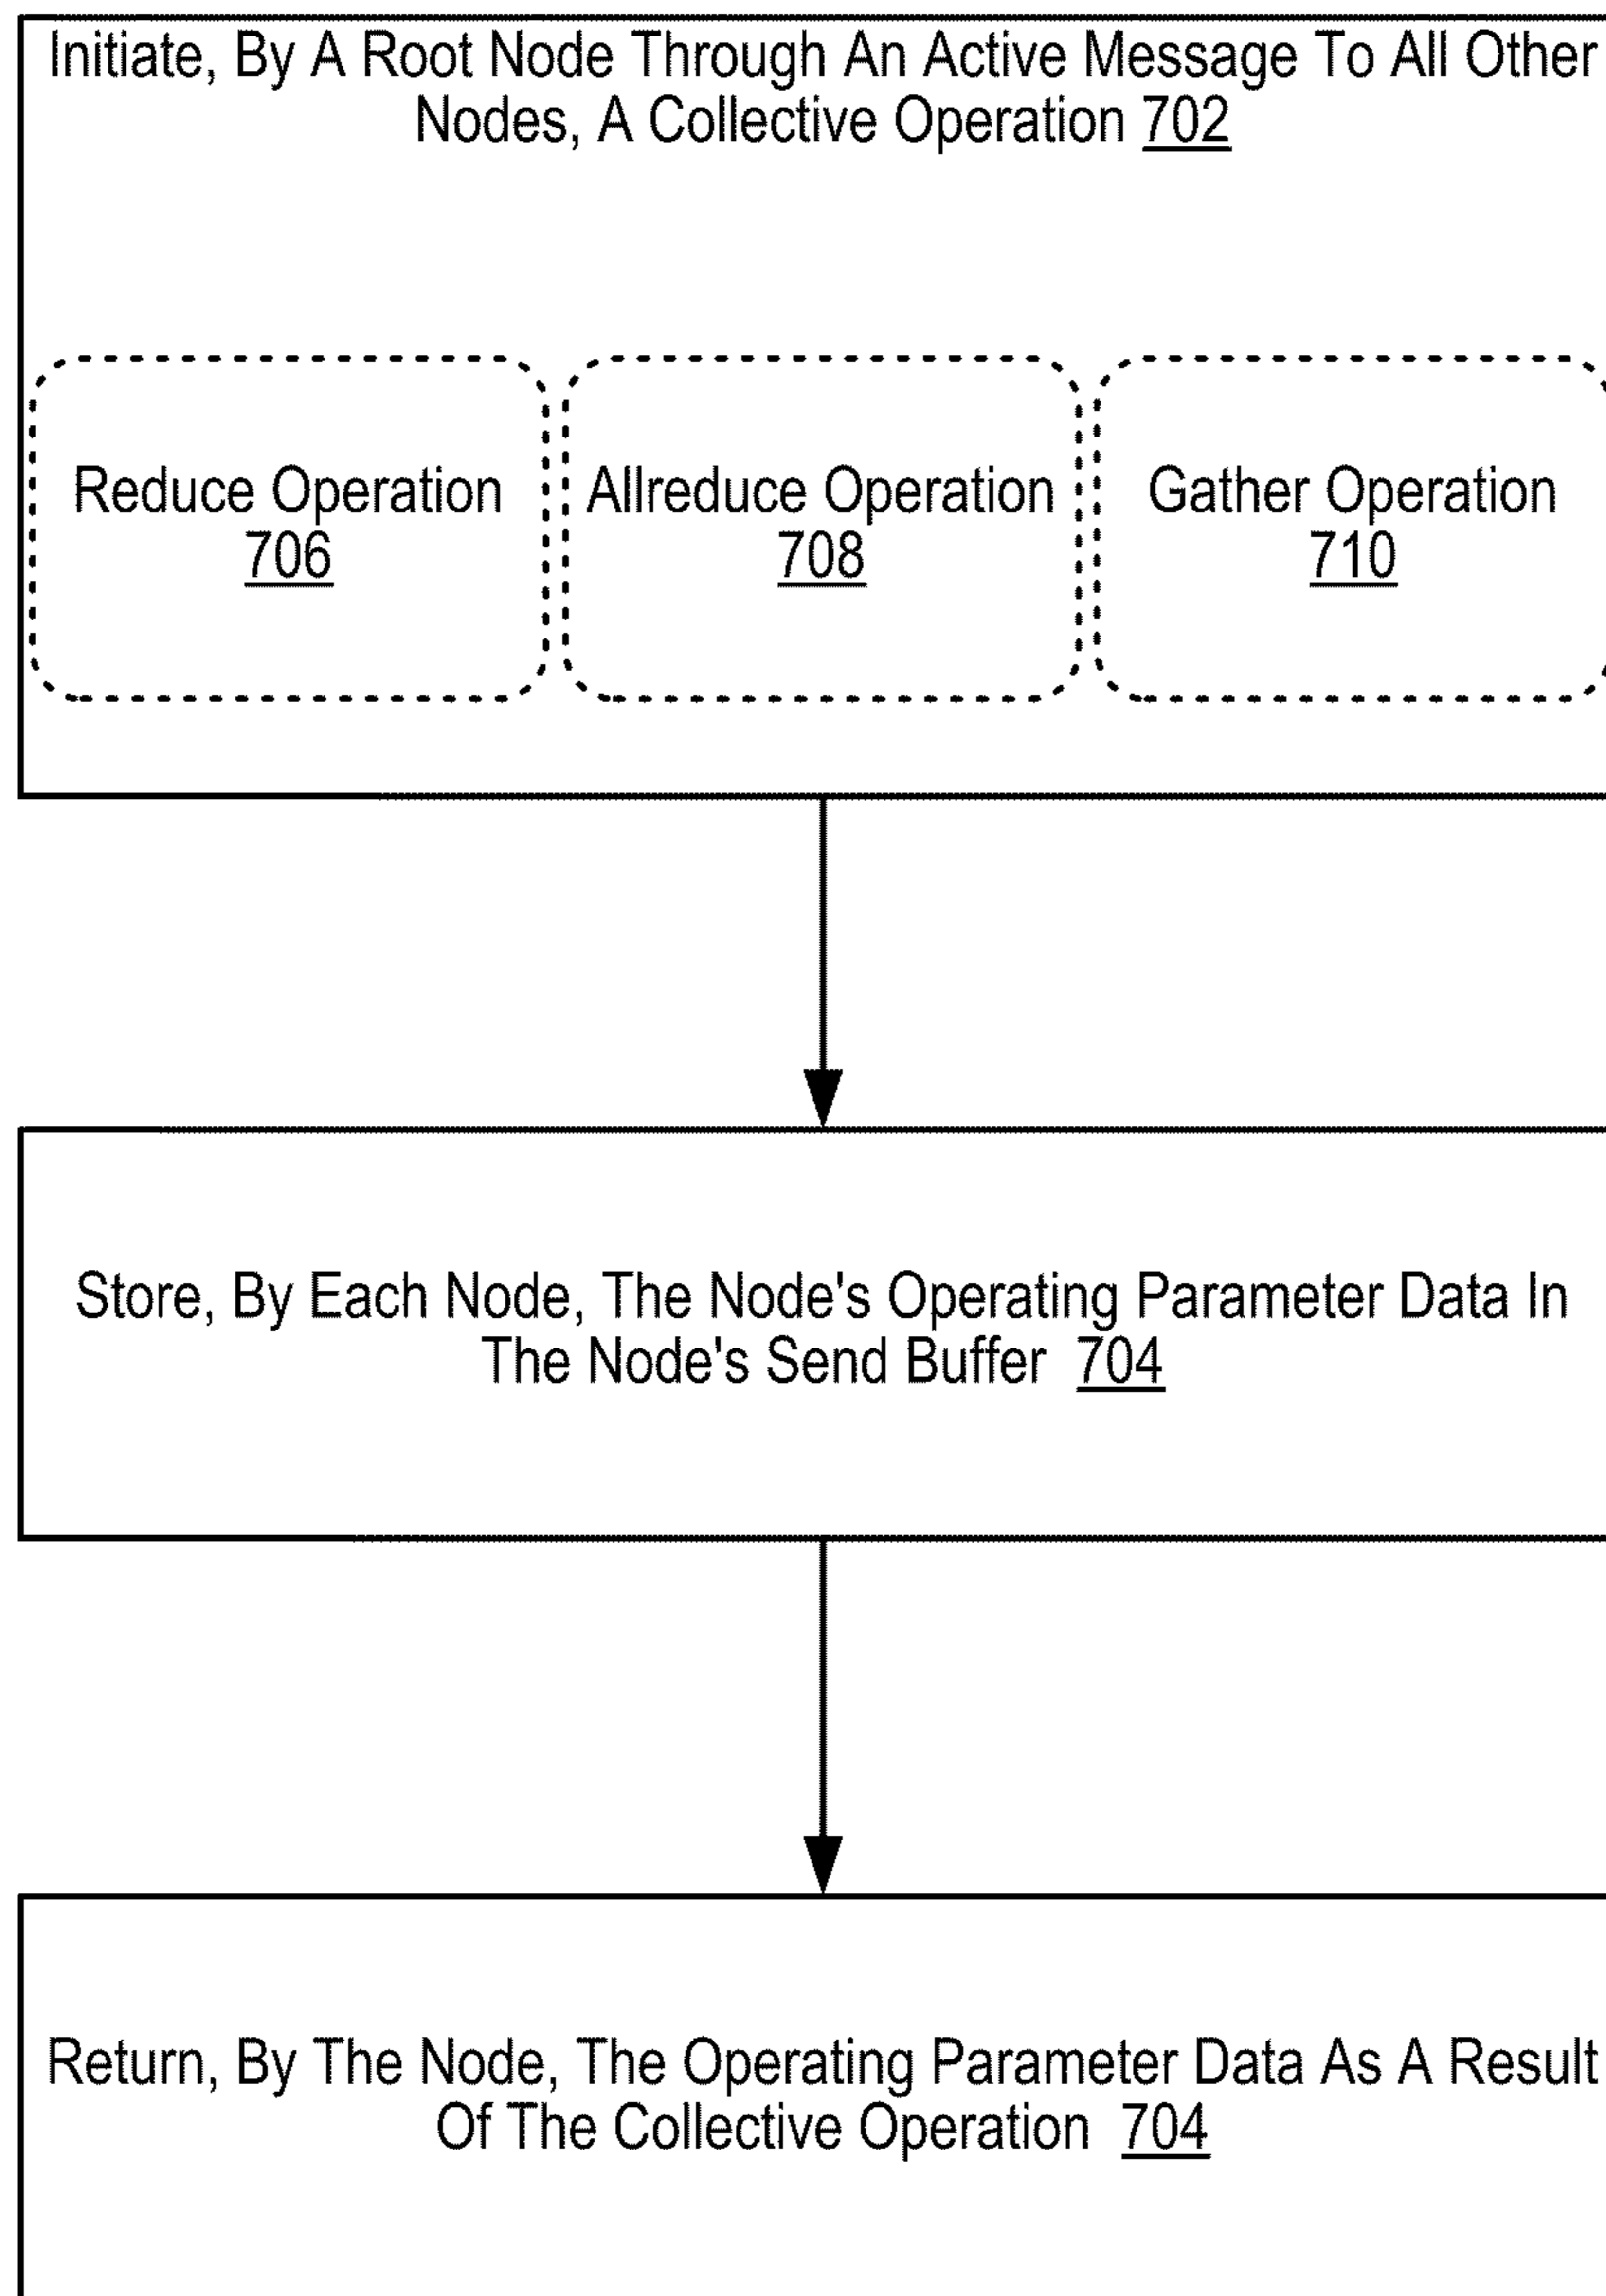 Initiate, By A Root Node Through An Active Message To All Other
Nodes, A Collective Operation 702
Reduce Operation
706
Allreduce Operation
708
Gather Operation
710
Store, By Each Node, The Node's Operating Parameter Data In
The Node's Send Buffer 704
Return, By The Node, The Operating Parameter Data As A Result
Of The Collective Operation 704